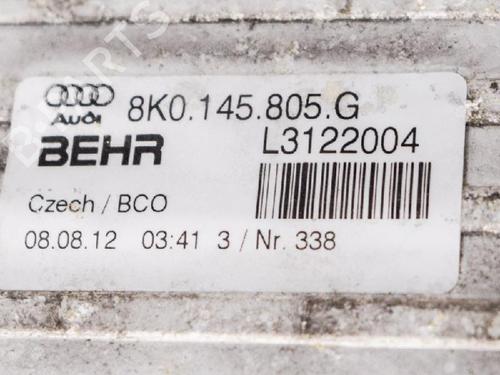 8K0.145.805.G
Audi
BEHR L3122004
Czech / BCO
08.08.12 03:41 3 / Nr. 338